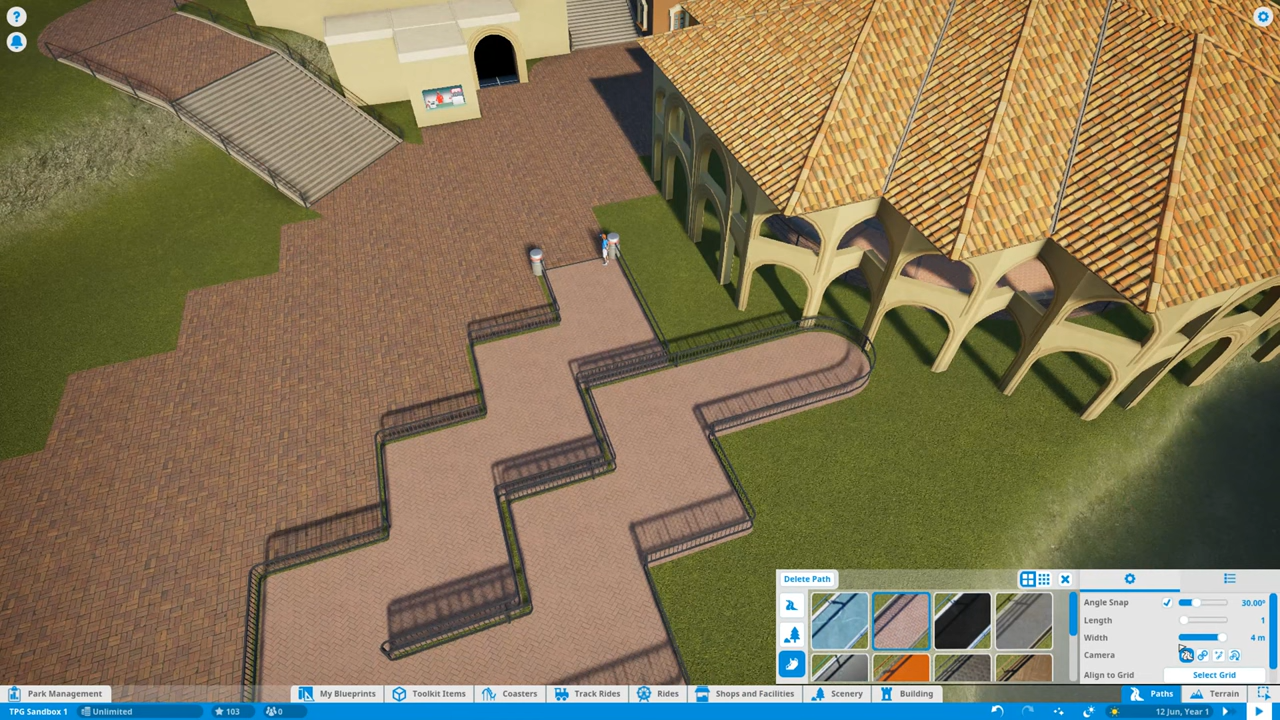 ?
Delete Path
Angle Snap 30.00°
Length 1
Width 4 m
Camera
Align to Grid Select Grid
Park Management My Blueprints Toolkit Items Coasters Track Rides Rides Shops and Facilities Scenery Building Paths Terrain
TPG Sandbox 1 Unlimited 103 0 12 Jun, Year 1